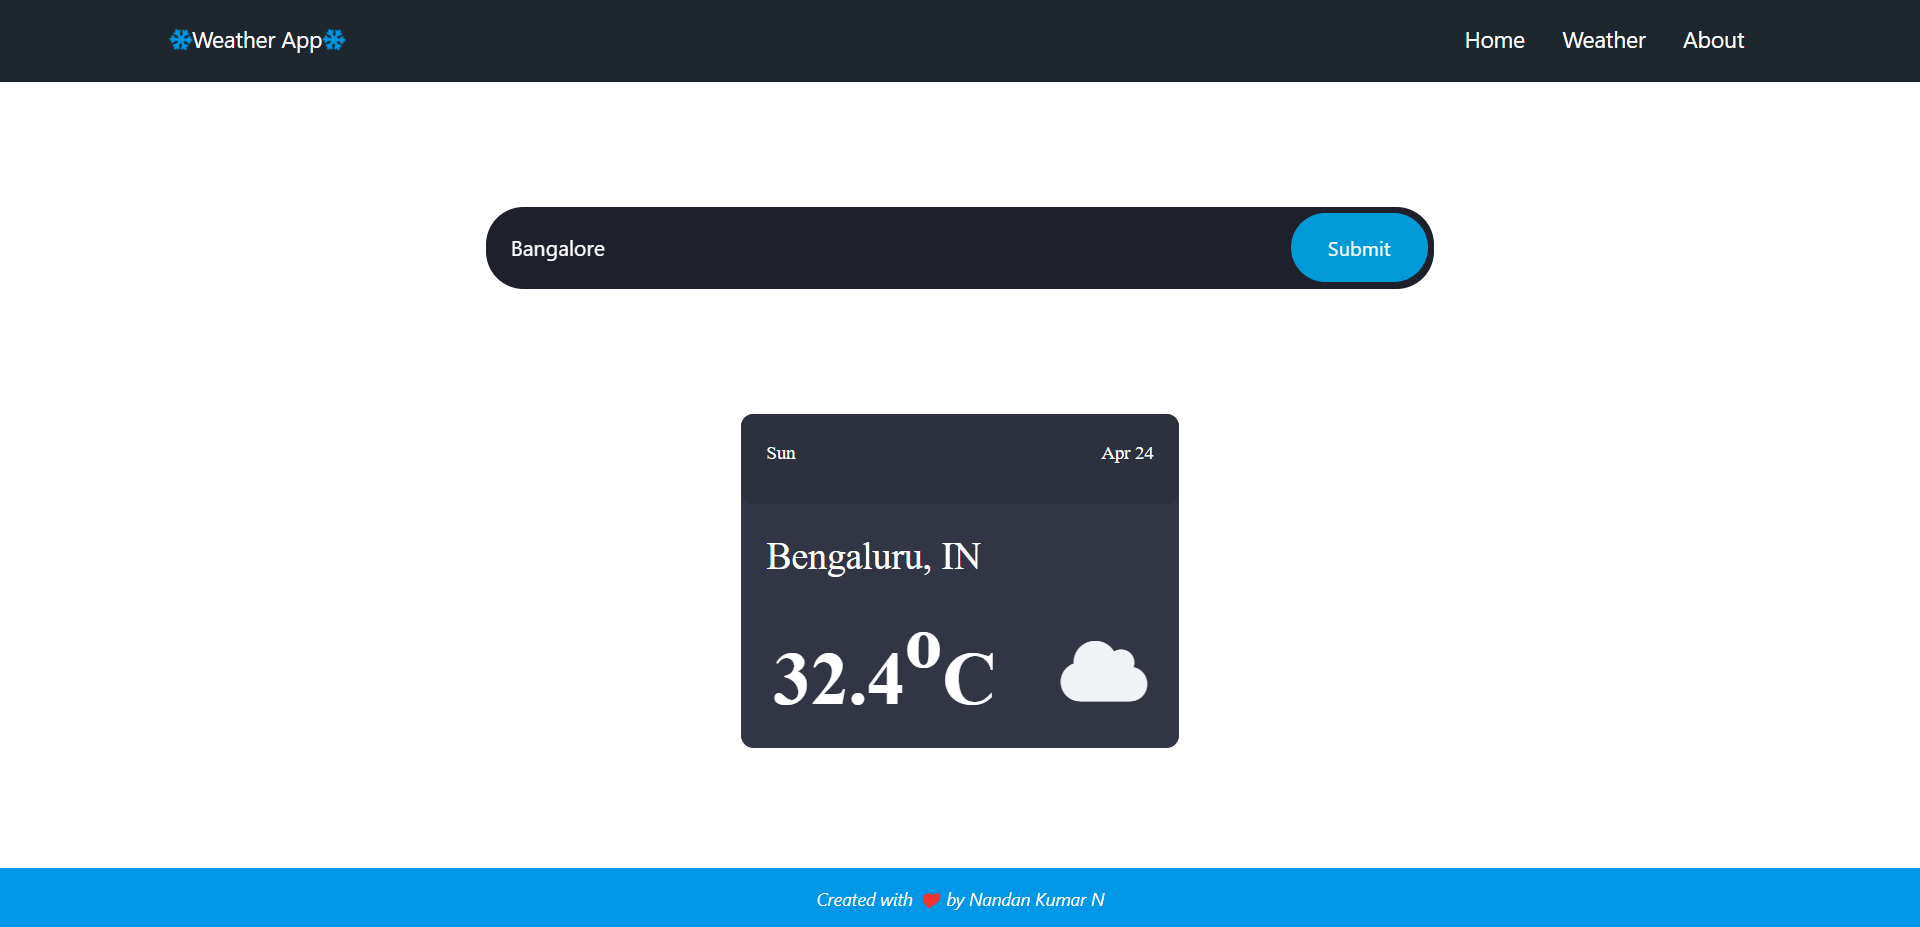 ❄Weather App❄
Home Weather About
Bangalore
Submit
Sun Apr 24
Bengaluru, IN
32.4°C
Created with ❤ by Nandan Kumar N